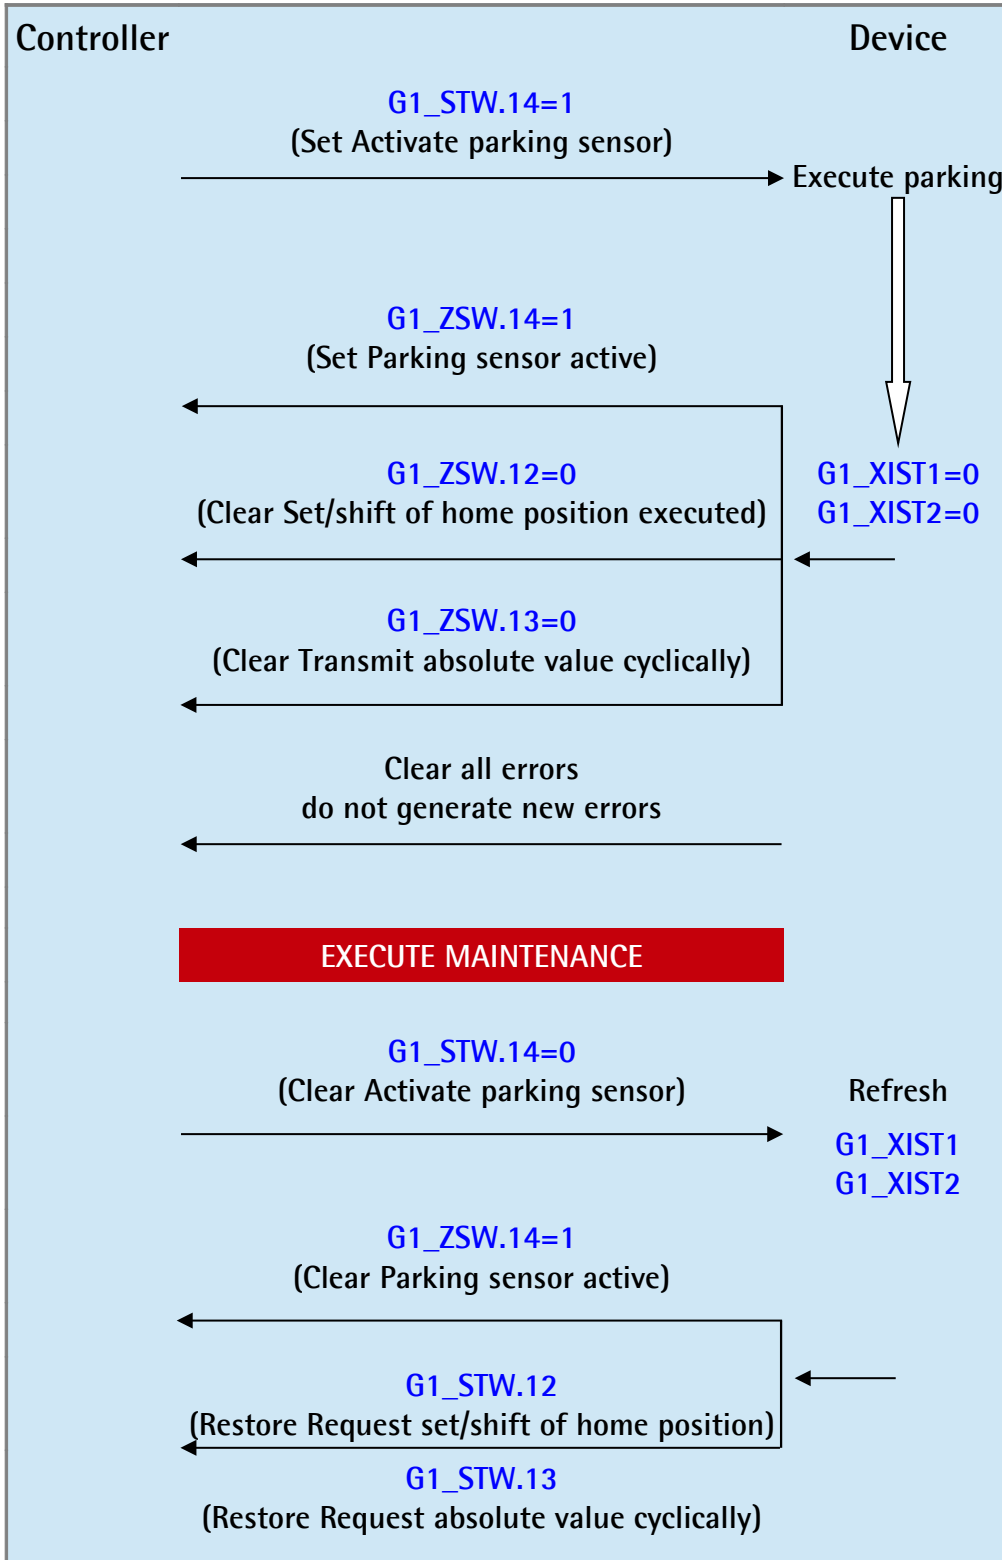 Controller
Device
G1_STW.14=1
(Set Activate parking sensor)
Execute parking
G1_ZSW.14=1
(Set Parking sensor active)
G1_ZSW.12=0
(Clear Set/shift of home position executed)
G1_XIST1=0
G1_XIST2=0
G1_ZSW.13=0
(Clear Transmit absolute value cyclically)
Clear all errors
do not generate new errors
EXECUTE MAINTENANCE
G1_STW.14=0
(Clear Activate parking sensor)
Refresh
G1_XIST1
G1_XIST2
G1_ZSW.14=1
(Clear Parking sensor active)
G1_STW.12
(Restore Request set/shift of home position)
G1_STW.13
(Restore Request absolute value cyclically)